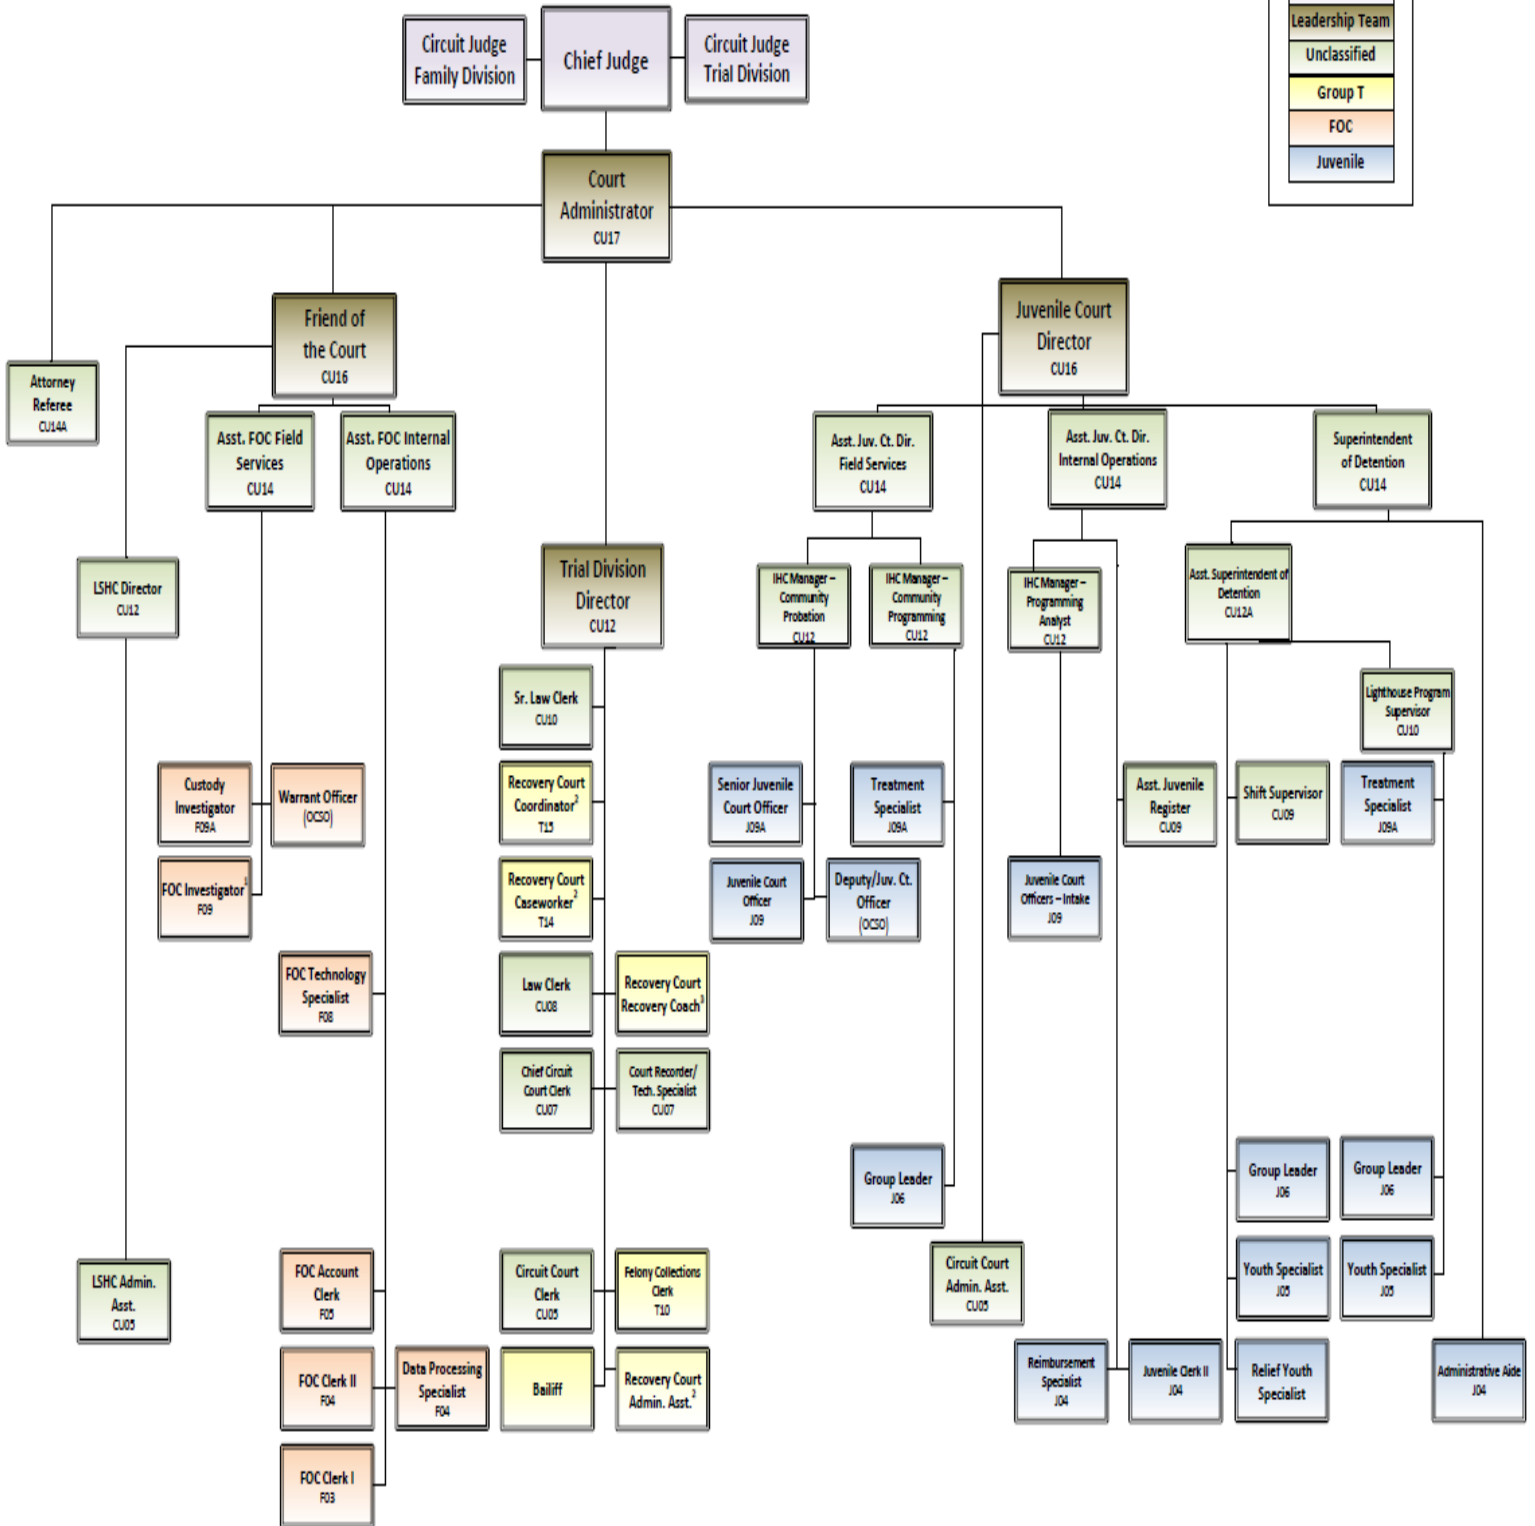 Leadership Team
Unclassified
Group T
FOC
Juvenile
Circuit Judge
Family Division
Chief Judge
Circuit Judge
Trial Division
Court
Administrator
CU17
Friend of
the Court
CU16
Juvenile Court
Director
CU16
Attorney
Referee
CU14A
Asst. FOC Field
Services
CU14
Asst. FOC Internal
Operations
CU14
Asst. Juv. Ct. Dir.
Field Services
CU14
Asst. Juv. Ct. Dir.
Internal Operations
CU14
Superintendent
of Detention
CU14
LSHC Director
CU12
Trial Division
Director
CU12
IHC Manager –
Community
Probation
CU12
IHC Manager –
Community
Programming
CU12
IHC Manager –
Programming
Analyst
CU12
Asst. Superintendent of
Detention
CU12A
Sr. Law Clerk
CU10
Lighthouse Program
Supervisor
CU10
Custody
Investigator
F09A
Warrant Officer
(OCSO)
Recovery Court
Coordinator²
T15
Senior Juvenile
Court Officer
J09A
Treatment
Specialist
J09A
Asst. Juvenile
Register
CU09
Shift Supervisor
CU09
Treatment
Specialist
J09A
FOC Investigator¹
F09
Recovery Court
Caseworker²
T14
Juvenile Court
Officer
J09
Deputy/Juv. Ct.
Officer
(OCSO)
Juvenile Court
Officers – Intake
J09
FOC Technology
Specialist
F08
Law Clerk
CU08
Recovery Court
Recovery Coach³
Chief Circuit
Court Clerk
CU07
Court Recorder/
Tech. Specialist
CU07
Group Leader
J06
Group Leader
J06
Group Leader
J06
LSHC Admin.
Asst.
CU05
FOC Account
Clerk
F05
Circuit Court
Clerk
CU05
Felony Collections
Clerk
T10
Circuit Court
Admin. Asst.
CU05
Youth Specialist
J05
Youth Specialist
J05
FOC Clerk II
F04
Data Processing
Specialist
F04
Bailiff
Recovery Court
Admin. Asst.²
Reimbursement
Specialist
J04
Juvenile Clerk II
J04
Relief Youth
Specialist
Administrative Aide
J04
FOC Clerk I
F03